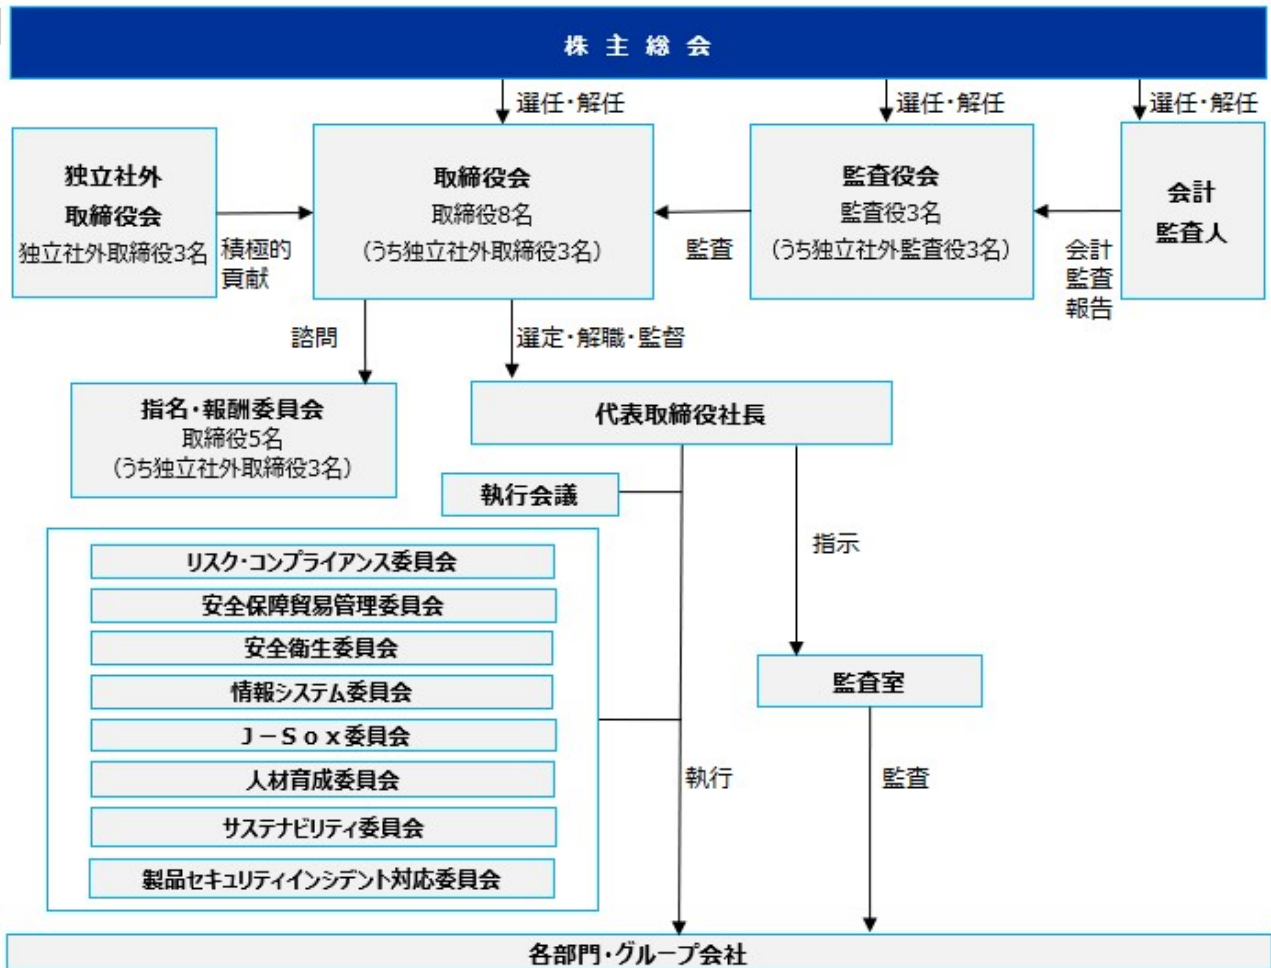 株 主 総 会
選任・解任
選任・解任
選任・解任
独立社外
取締役会
独立社外取締役3名
積極的
貢献
取締役会
取締役8名
（うち独立社外取締役3名）
監査
監査役会
監査役3名
（うち独立社外監査役3名）
会計
監査
報告
会計
監査人
諮問
選定・解職・監督
指名・報酬委員会
取締役5名
（うち独立社外取締役3名）
代表取締役社長
執行会議
指示
リスク・コンプライアンス委員会
安全保障貿易管理委員会
安全衛生委員会
情報システム委員会
J－Sox委員会
人材育成委員会
サステナビリティ委員会
製品セキュリティインシデント対応委員会
監査室
執行
監査
各部門・グループ会社